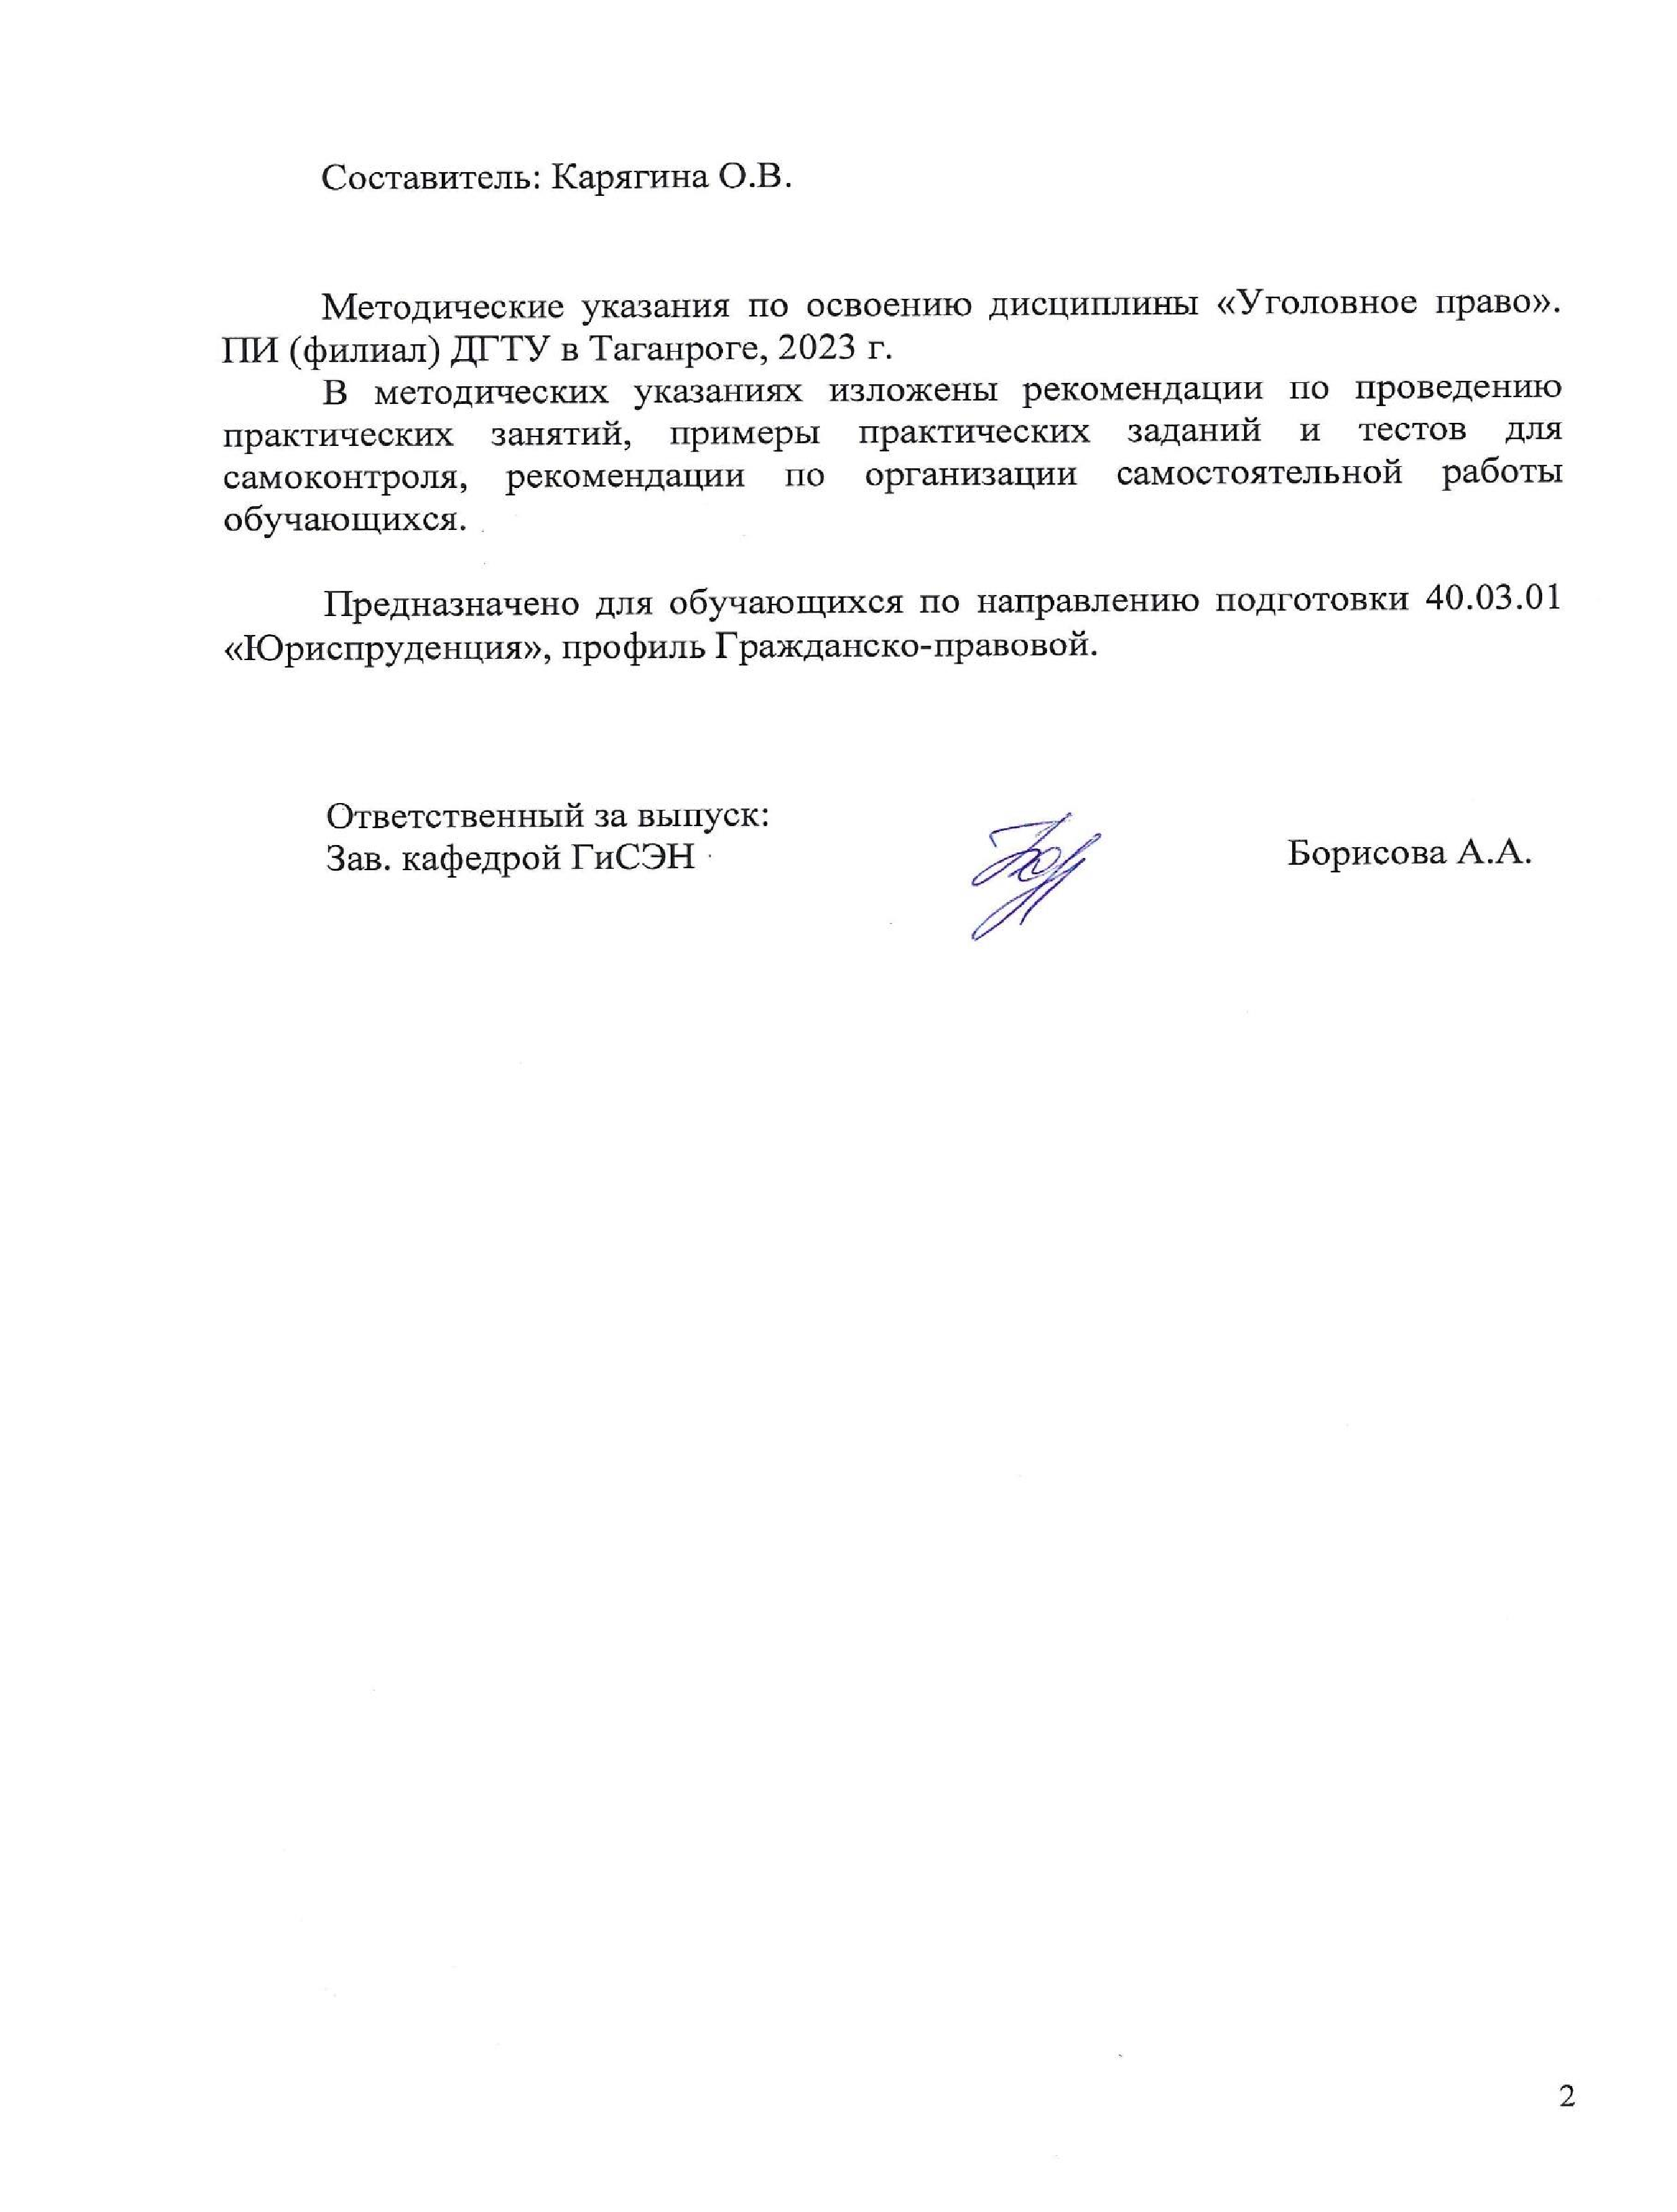 Составитель: Карягина О.В.
Методические указания по освоению дисциплины «Уголовное право».
ПИ (филиал) ДГТУ в Таганроге, 2023 г.
В методических указаниях изложены рекомендации по проведению
практических занятий, примеры практических заданий и тестов для
самоконтроля, рекомендации по организации самостоятельной работы
обучающихся.
Предназначено для обучающихся по направлению подготовки 40.03.01
«Юриспруденция», профиль Гражданско-правовой.
Ответственный за выпуск:
Зав. кафедрой ГиСЭН Борисова А.А.
2